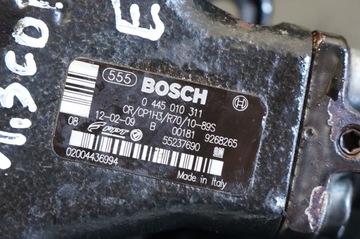 555 BOSCH
0 445 010 311
CR/CP1H3/R70/10-89S
08 12-02-09 B 00181 9268265
55237690
02004436994 Made in Italy
E